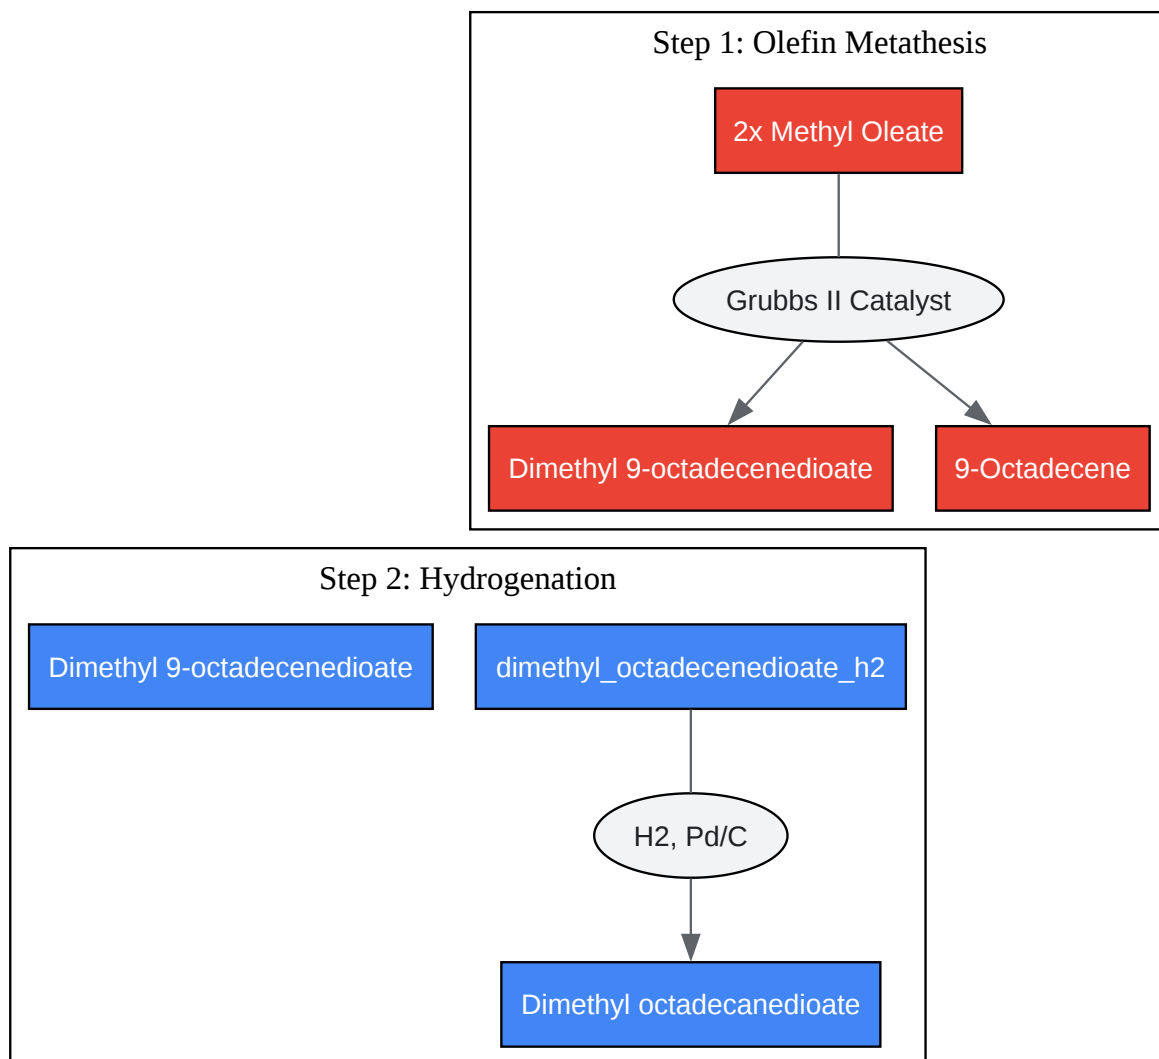 Step 1: Olefin Metathesis
2x Methyl Oleate
Grubbs II Catalyst
Dimethyl 9-octadecenedioate
9-Octadecene
Step 2: Hydrogenation
Dimethyl 9-octadecenedioate
dimethyl_octadecenedioate_h2
H2, Pd/C
Dimethyl octadecanedioate